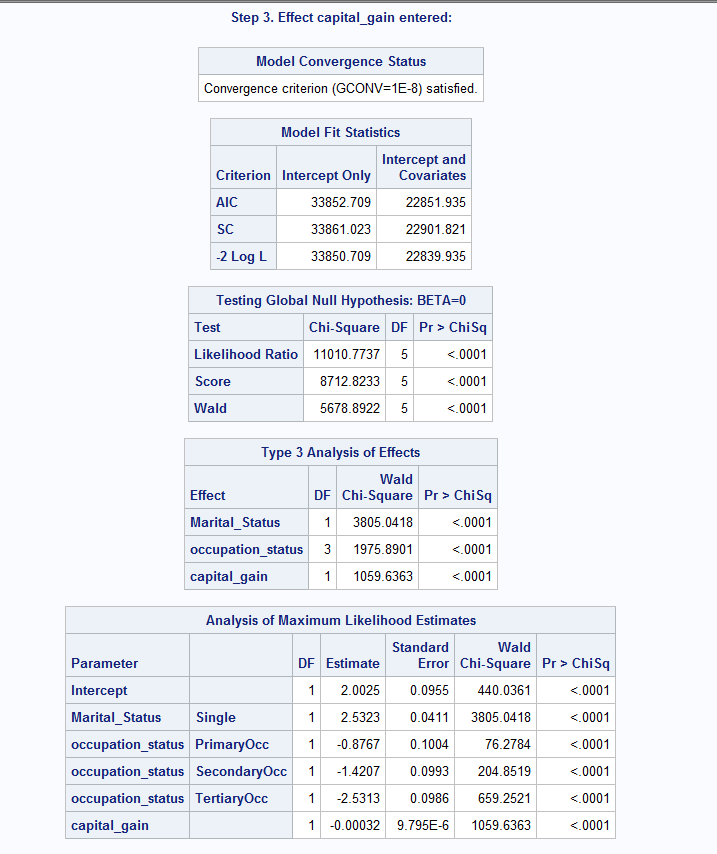 Step 3. Effect capital_gain entered:
Model Convergence Status
Convergence criterion (GCONV=1E-8) satisfied.
Model Fit Statistics
Criterion Intercept Only Intercept and Covariates
AIC 33852.709 22851.935
SC 33861.023 22901.821
-2 Log L 33850.709 22839.935
Testing Global Null Hypothesis: BETA=0
Test Chi-Square DF Pr > ChiSq
Likelihood Ratio 11010.7737 5 <.0001
Score 8712.8233 5 <.0001
Wald 5678.8922 5 <.0001
Type 3 Analysis of Effects
Effect DF Wald Chi-Square Pr > ChiSq
Marital_Status 1 3805.0418 <.0001
occupation_status 3 1975.8901 <.0001
capital_gain 1 1059.6363 <.0001
Analysis of Maximum Likelihood Estimates
Parameter DF Estimate Standard Error Wald Chi-Square Pr > ChiSq
Intercept 1 2.0025 0.0955 440.0361 <.0001
Marital_Status Single 1 2.5323 0.0411 3805.0418 <.0001
occupation_status PrimaryOcc 1 -0.8767 0.1004 76.2784 <.0001
occupation_status SecondaryOcc 1 -1.4207 0.0993 204.8519 <.0001
occupation_status TertiaryOcc 1 -2.5313 0.0986 659.2521 <.0001
capital_gain 1 -0.00032 9.795E-6 1059.6363 <.0001